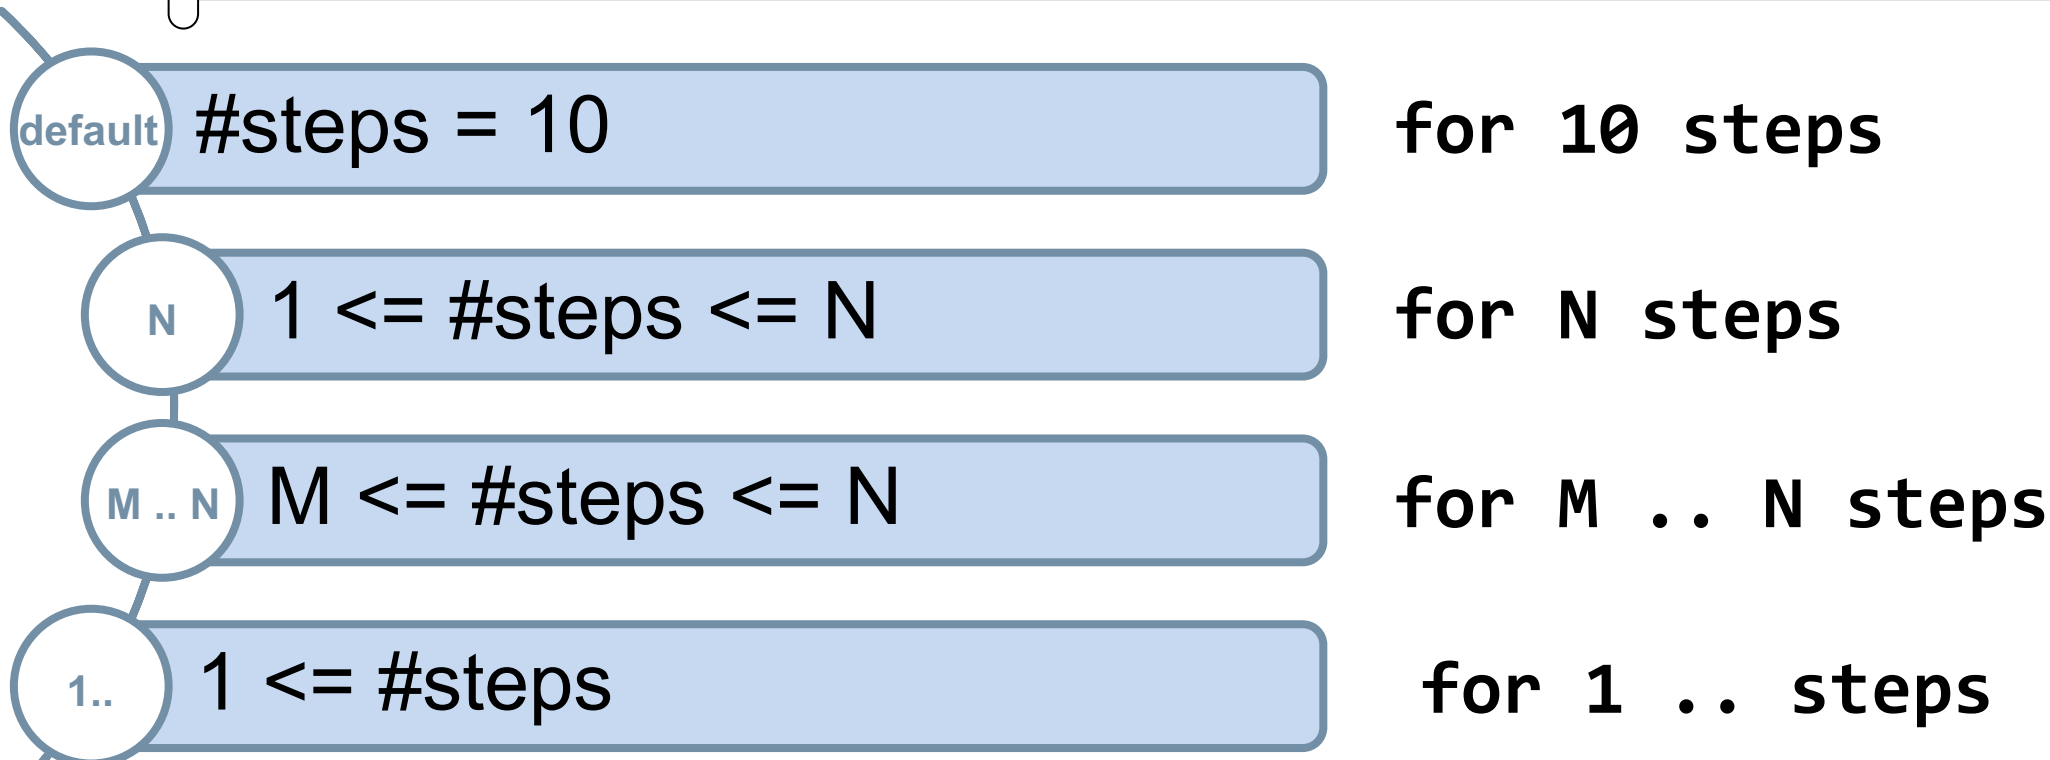 default #steps = 10 for 10 steps
N 1 <= #steps <= N for N steps
M .. N M <= #steps <= N for M .. N steps
1.. 1 <= #steps for 1 .. steps